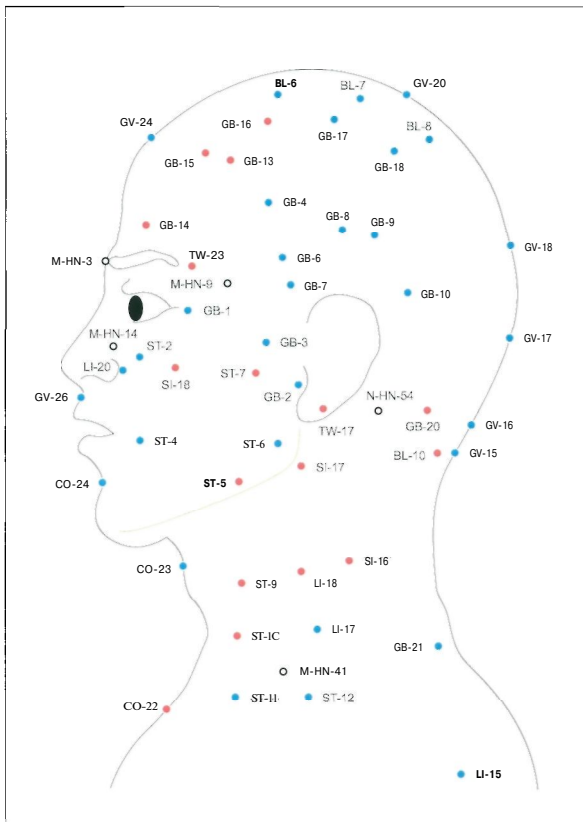 BL-6
BL-7
GV-20
GV-24
GB-16
GB-17
BL-8
GB-15
GB-13
GB-18
GB-4
GB-14
GB-8
GB-9
GV-18
M-HN-3
TW-23
GB-6
M-HN-9
GB-7
GB-10
GB-1
M-HN-14
ST-2
GB-3
GV-17
LI-20
SI-18
ST-7
GB-2
N-HN-54
GV-26
TW-17
GB-20
GV-16
ST-4
ST-6
BL-10
GV-15
SI-17
CO-24
ST-5
CO-23
SI-16
ST-9
LI-18
ST-IC
LI-17
GB-21
M-HN-41
ST-11
ST-12
CO-22
LI-15